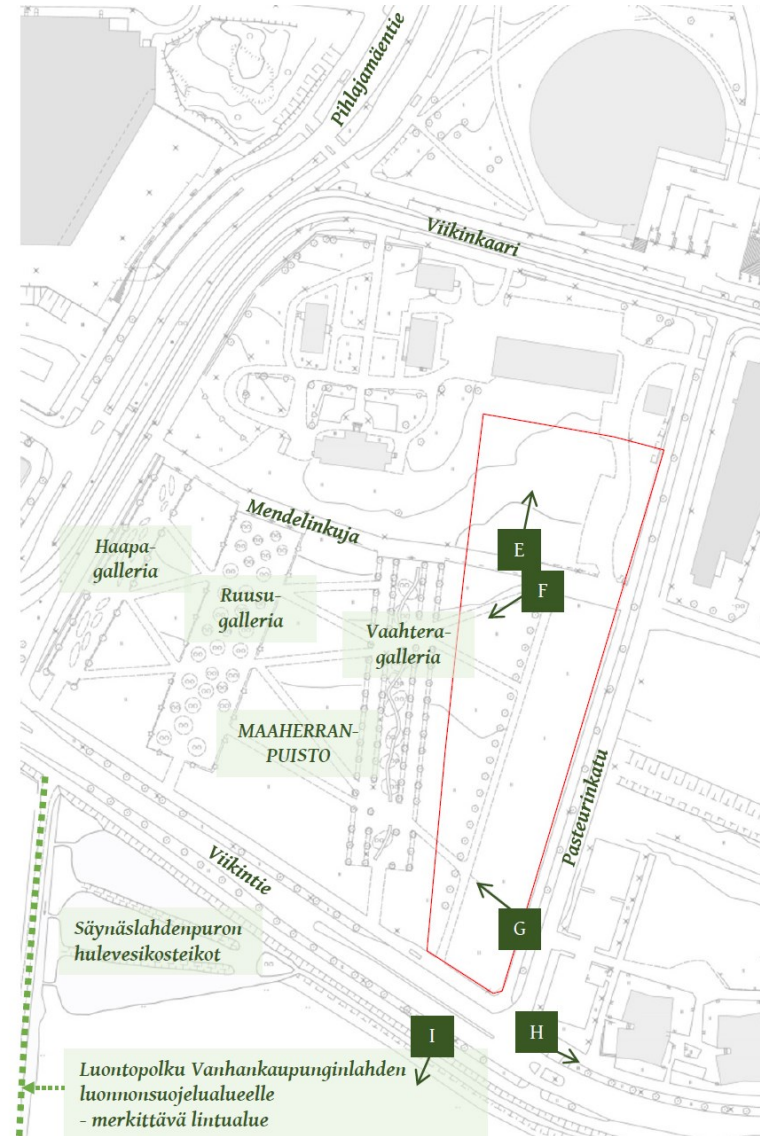 Pihlajamäentie
Viikinkaari
Mendelinkuja
E
Haapa-
galleria
F
Ruusu-
galleria
Vaahtera-
galleria
MAAHERRAN-
PUISTO
Pasteurinkatu
Viikintie
G
Säynäslahdenpuron
hulevesikosteikot
I
H
Luontopolku Vanhankaupunginlahden
luonnonsuojelualueelle
- merkittävä lintualue